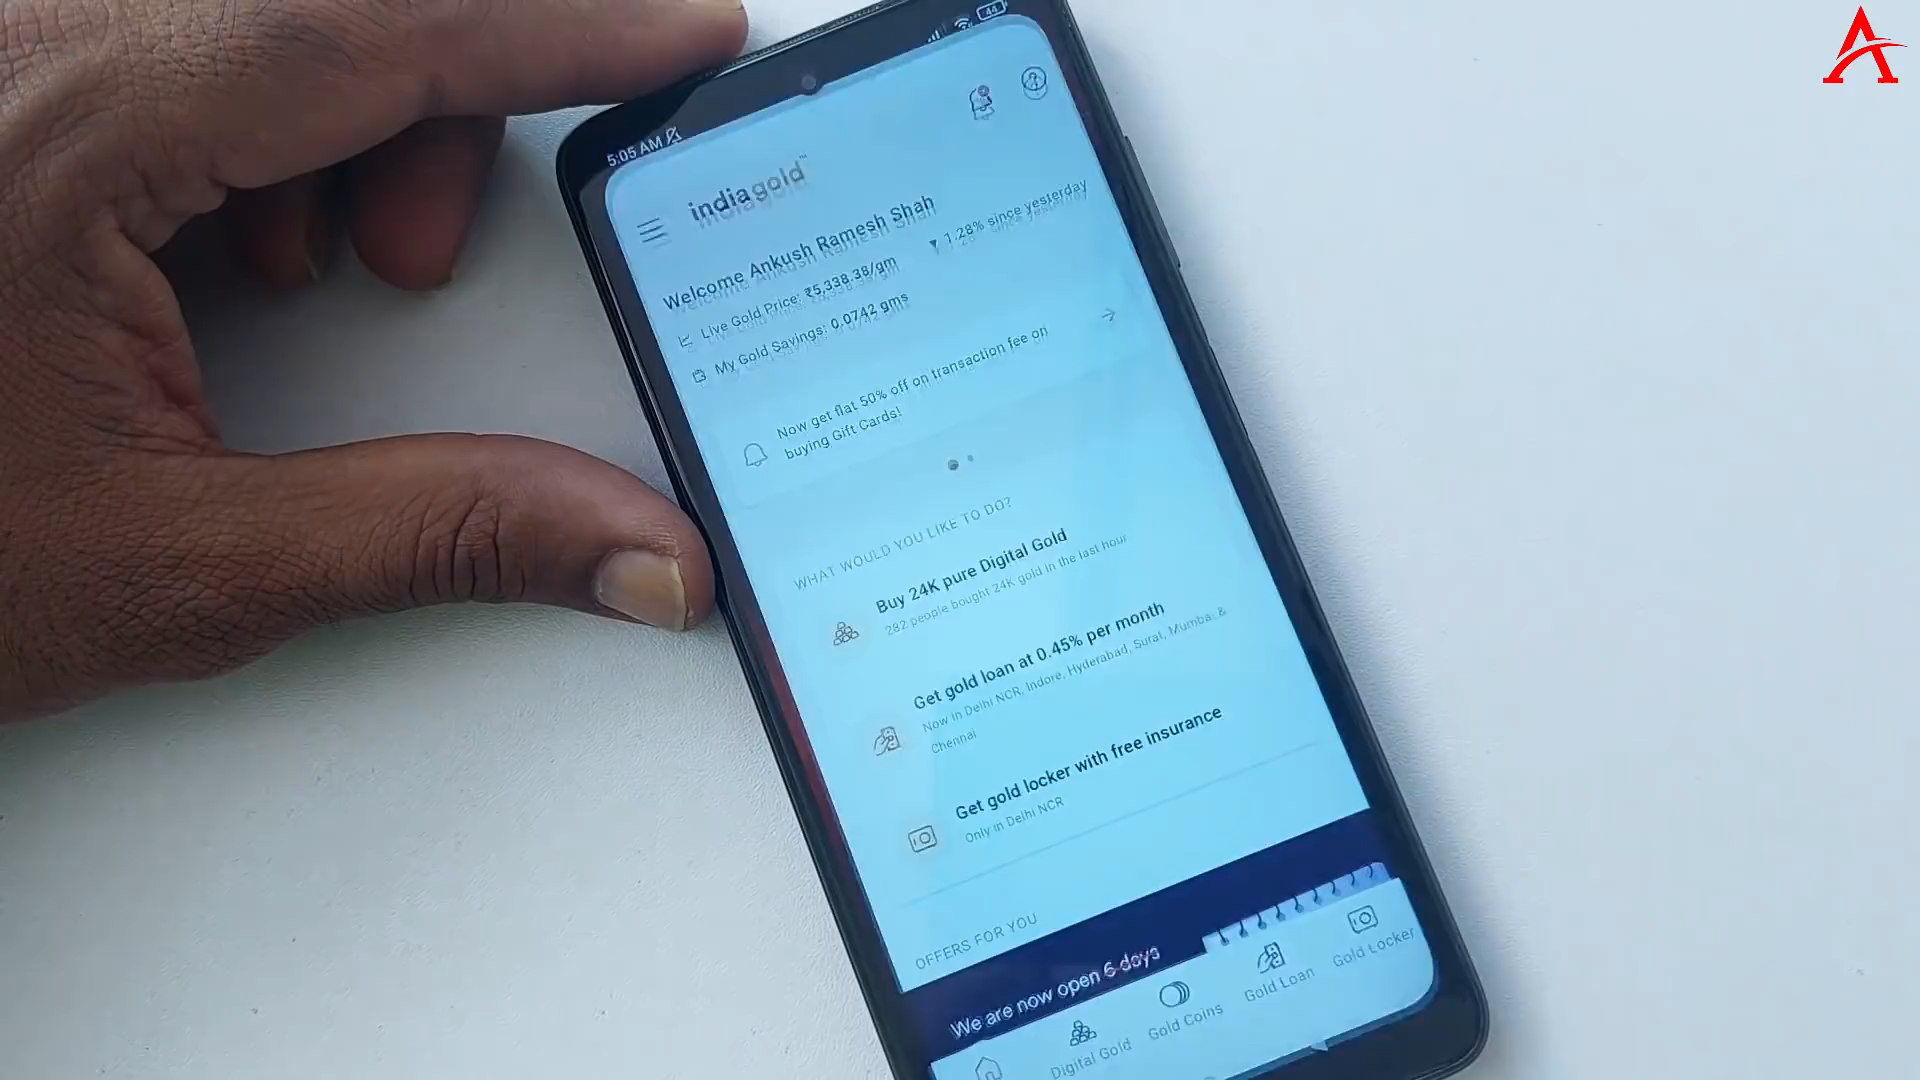 44
5:05 AM
indiagold™
Welcome Ankush Ramesh Shah
Live Gold Price: ₹5,338.38/gm
▼ 1.28% since yesterday
My Gold Savings: 0.0742 gms
Now get flat 50% off on transaction fee on
buying Gift Cards!
WHAT WOULD YOU LIKE TO DO?
Buy 24K pure Digital Gold
282 people bought 24K gold in the last hour
Get gold loan at 0.45% per month
Now in Delhi NCR, Indore, Hyderabad, Surat, Mumbai &
Chennai
Get gold locker with free insurance
Only in Delhi NCR
OFFERS FOR YOU
We are now open 6 days
Digital Gold
Gold Coins
Gold Loan
Gold Locker